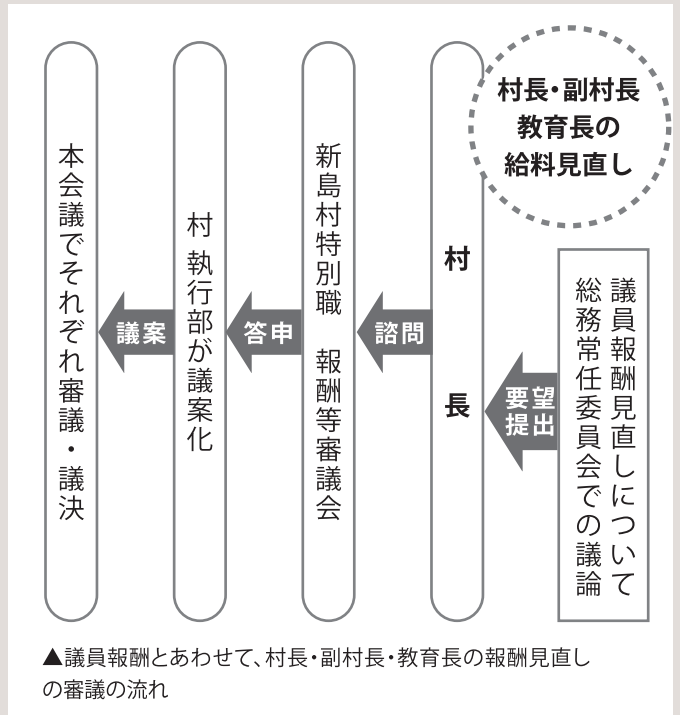 村長・副村長
教育長の
給料見直し
議員報酬見直しについて
総務常任委員会での議論
要望
提出
村長
諮問
新島村特別職　報酬等審議会
答申
村 執行部が議案化
議案
本会議でそれぞれ審議・議決
▲議員報酬とあわせて、村長・副村長・教育長の報酬見直し
の審議の流れ